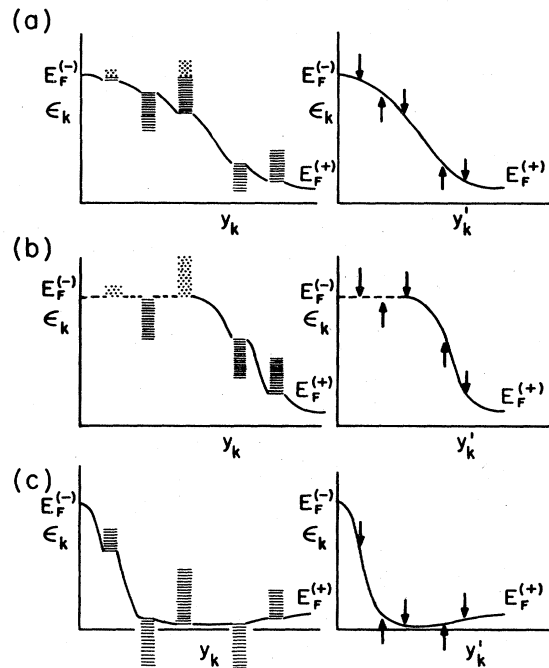 (a)
E_F^(-)
ϵ_k
E_F^(+)
y_k
E_F^(-)
ϵ_k
E_F^(+)
y'_k
(b)
E_F^(-)
ϵ_k
E_F^(+)
y_k
E_F^(-)
ϵ_k
E_F^(+)
y'_k
(c)
E_F^(-)
ϵ_k
E_F^(+)
y_k
E_F^(-)
ϵ_k
E_F^(+)
y'_k